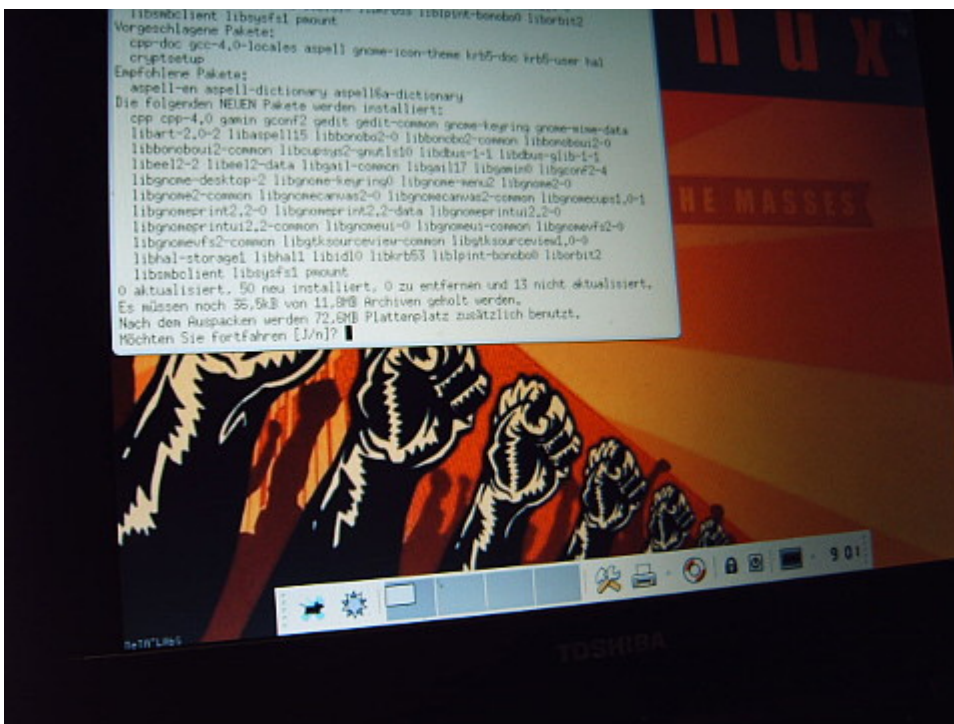 libsmbclient libsysfs1 pmount
Vorgeschlagene Pakete:
cpp-doc gcc-4.0-locales aspell gnome-icon-theme krb5-doc krb5-user hal
cryptsetup
Empfohlene Pakete:
aspell-en aspell-dictionary aspell6a-dictionary
Die folgenden NEUEN Pakete werden installiert:
cpp cpp-4.0 gamin gconf2 gedit gedit-common gnome-keyring gnome-mime-data
libart-2.0-2 libaspell15 libbonobo2-0 libbonobo2-common libbonoboui2-0
libbonoboui2-common libcupsys2-gnutls10 libdbus-1-1 libdbus-glib-1-1
libeel2-2 libeel2-data libgail-common libgail17 libgamin0 libgconf2-4
libgnome-desktop-2 libgnome-keyring0 libgnome-menu2 libgnome2-0
libgnome2-common libgnomecanvas2-0 libgnomecanvas2-common libgnomecups1.0-1
libgnomeprint2.2-0 libgnomeprint2.2-data libgnomeprintui2.2-0
libgnomeprintui2.2-common libgnomeui-0 libgnomeui-common libgnomevfs2-0
libgnomevfs2-common libgtksourceview-common libgtksourceview1.0-0
libhal-storage1 libhal1 libidl0 libkrb53 liblpint-bonobo0 liborbit2
libsmbclient libsysfs1 pmount
0 aktualisiert, 50 neu installiert, 0 zu entfernen und 13 nicht aktualisiert.
Es müssen noch 36,5kB von 11,8MB Archiven geholt werden.
Nach dem Auspacken werden 72,6MB Plattenplatz zusätzlich benutzt.
Möchten Sie fortfahren [J/n]?
nux
HE MASSES
9 01
TOSHIBA